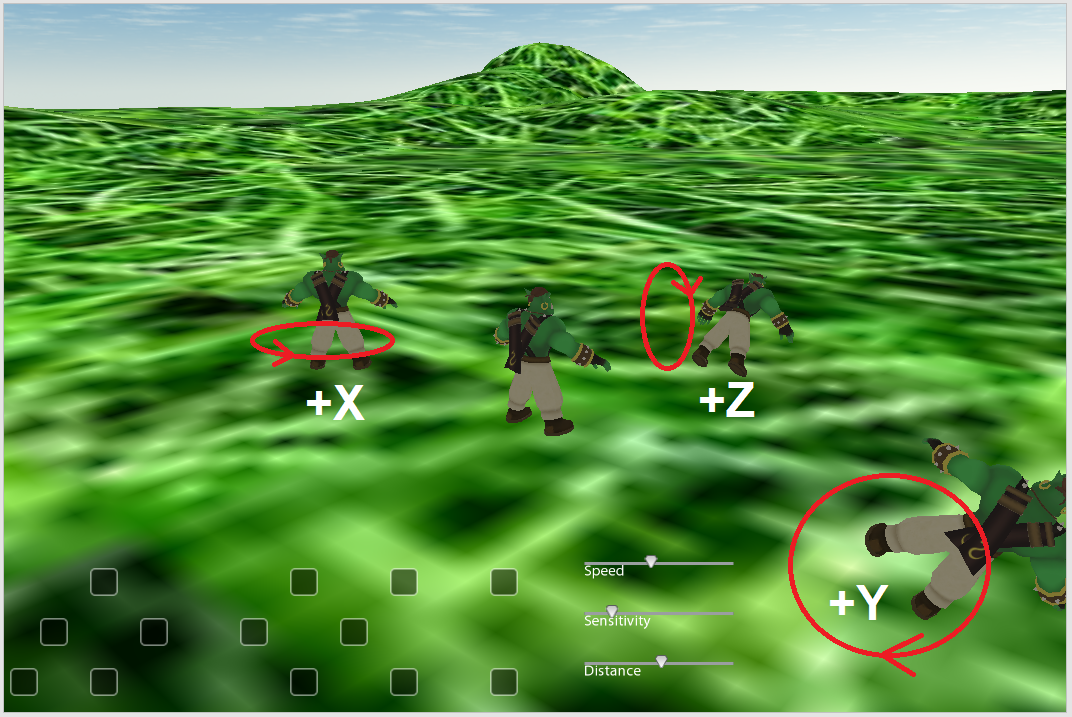 +X
+Z
Speed
+Y
Sensitivity
Distance